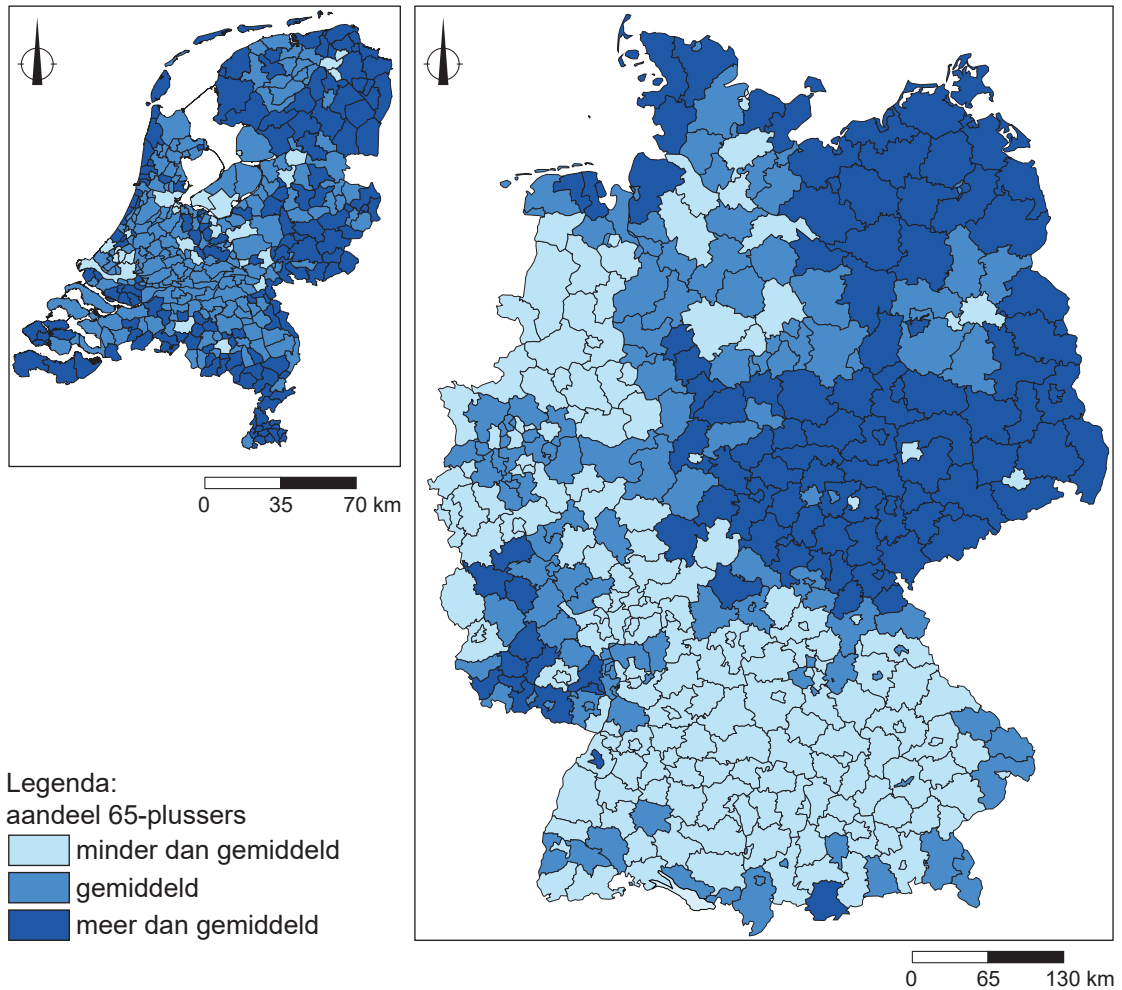 0 35 70 km
Legenda:
aandeel 65-plussers
minder dan gemiddeld
gemiddeld
meer dan gemiddeld
0 65 130 km